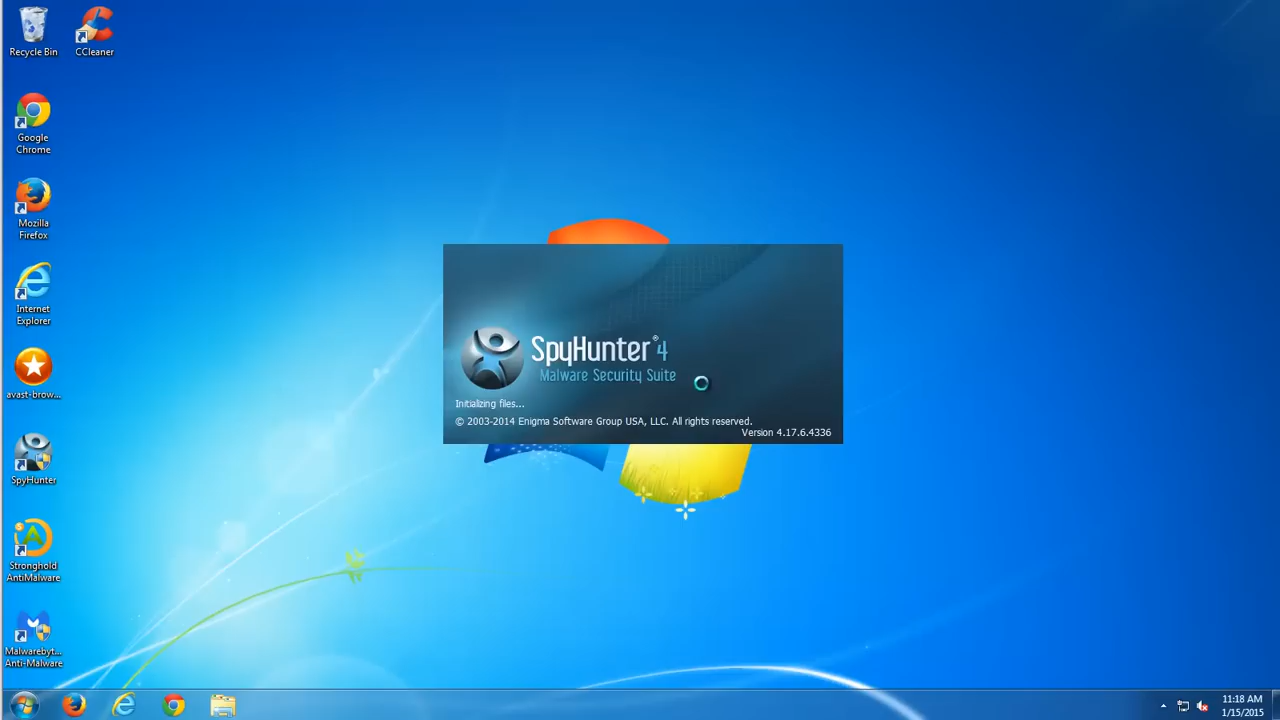 Recycle Bin
CCleaner
Google
Chrome
Mozilla
Firefox
Internet
Explorer
avast-brow...
SpyHunter
Stronghold
AntiMalware
Malwarebyt...
Anti-Malware
SpyHunter® 4
Malware Security Suite
Initializing files...
© 2003-2014 Enigma Software Group USA, LLC. All rights reserved.
Version 4.17.6.4336
11:18 AM
1/15/2015